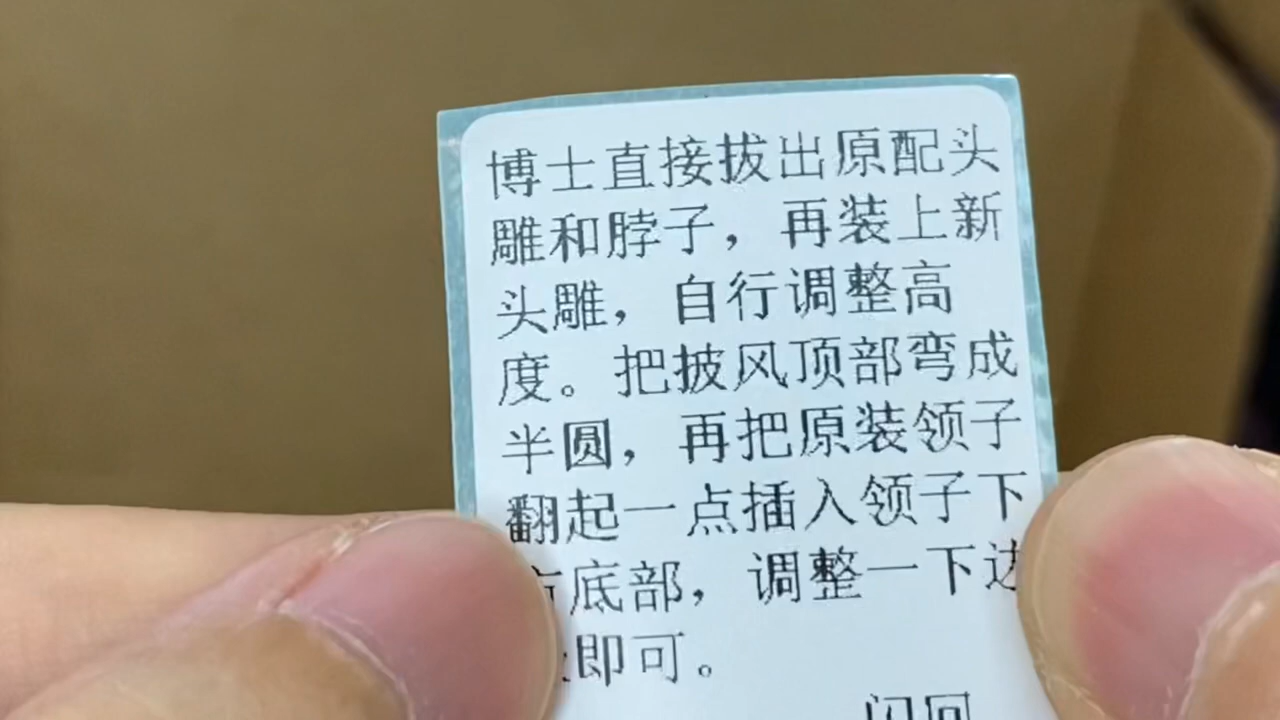 博士直接拔出原配头
雕和脖子，再装上新
头雕，自行调整高
度。把披风顶部弯成
半圆，再把原装领子
翻起一点插入领子下
底部，调整一下
即可。
闪回